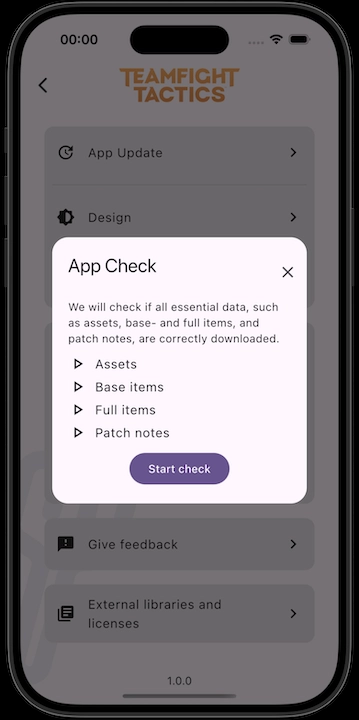 00:00
TEAMFIGHT
TACTICS
App Update
Design
App Check
We will check if all essential data, such
as assets, base- and full items, and
patch notes, are correctly downloaded.
Assets
Base items
Full items
Patch notes
Start check
Give feedback
External libraries and
licenses
1.0.0